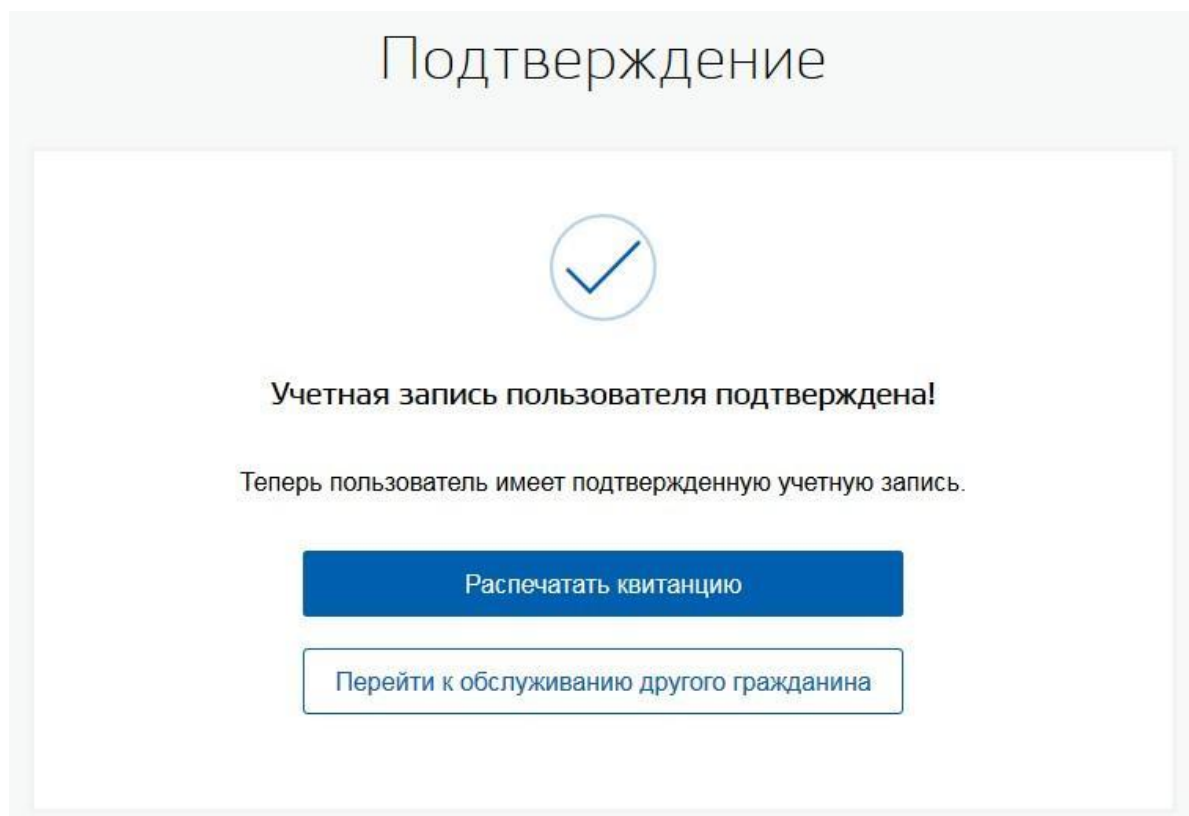 Подтверждение
Учетная запись пользователя подтверждена!
Теперь пользователь имеет подтвержденную учетную запись.
Распечатать квитанцию
Перейти к обслуживанию другого гражданина